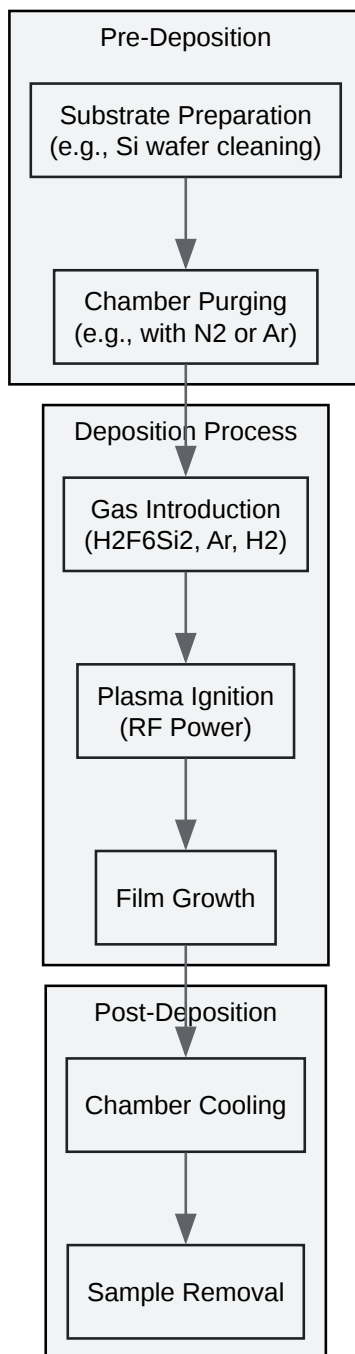 Pre-Deposition
Substrate Preparation
(e.g., Si wafer cleaning)
Chamber Purging
(e.g., with N2 or Ar)
Deposition Process
Gas Introduction
(H2F6Si2, Ar, H2)
Plasma Ignition
(RF Power)
Film Growth
Post-Deposition
Chamber Cooling
Sample Removal